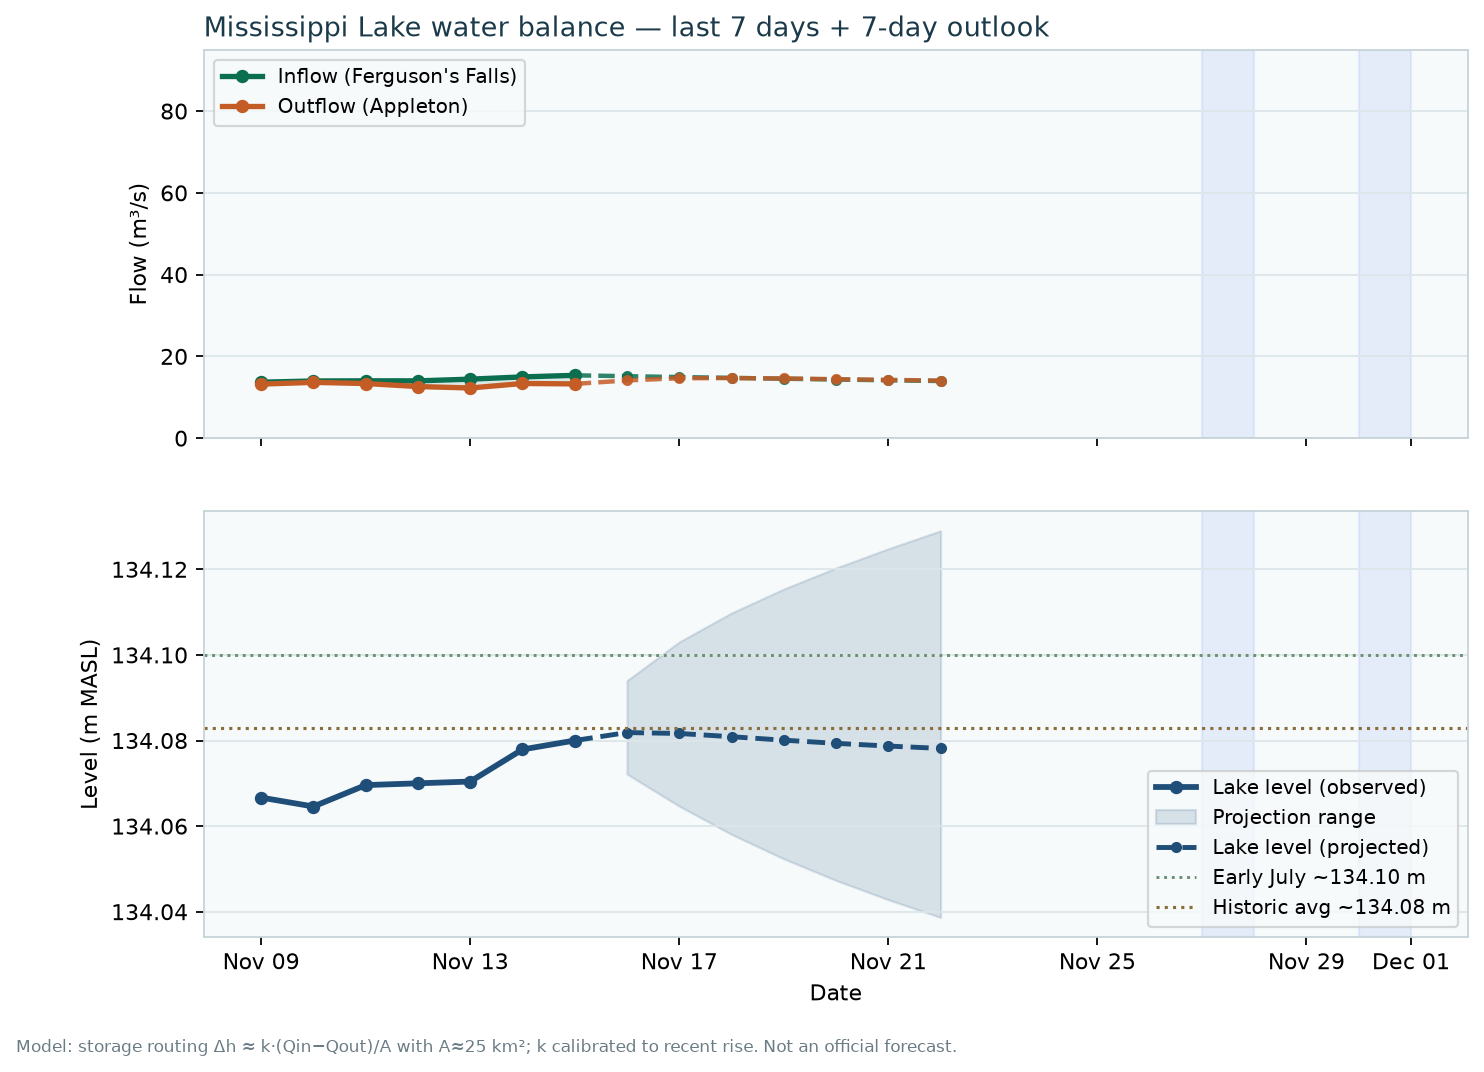 Mississippi Lake water balance — last 7 days + 7-day outlook
Inflow (Ferguson's Falls)
Outflow (Appleton)
Flow (m³/s)
80
60
40
20
0
Level (m MASL)
134.12
134.10
134.08
134.06
134.04
Lake level (observed)
Projection range
Lake level (projected)
Early July ~134.10 m
Historic avg ~134.08 m
Nov 09 Nov 13 Nov 17 Nov 21 Nov 25 Nov 29 Dec 01
Date
Model: storage routing Δh ≈ k·(Qin−Qout)/A with A≈25 km²; k calibrated to recent rise. Not an official forecast.